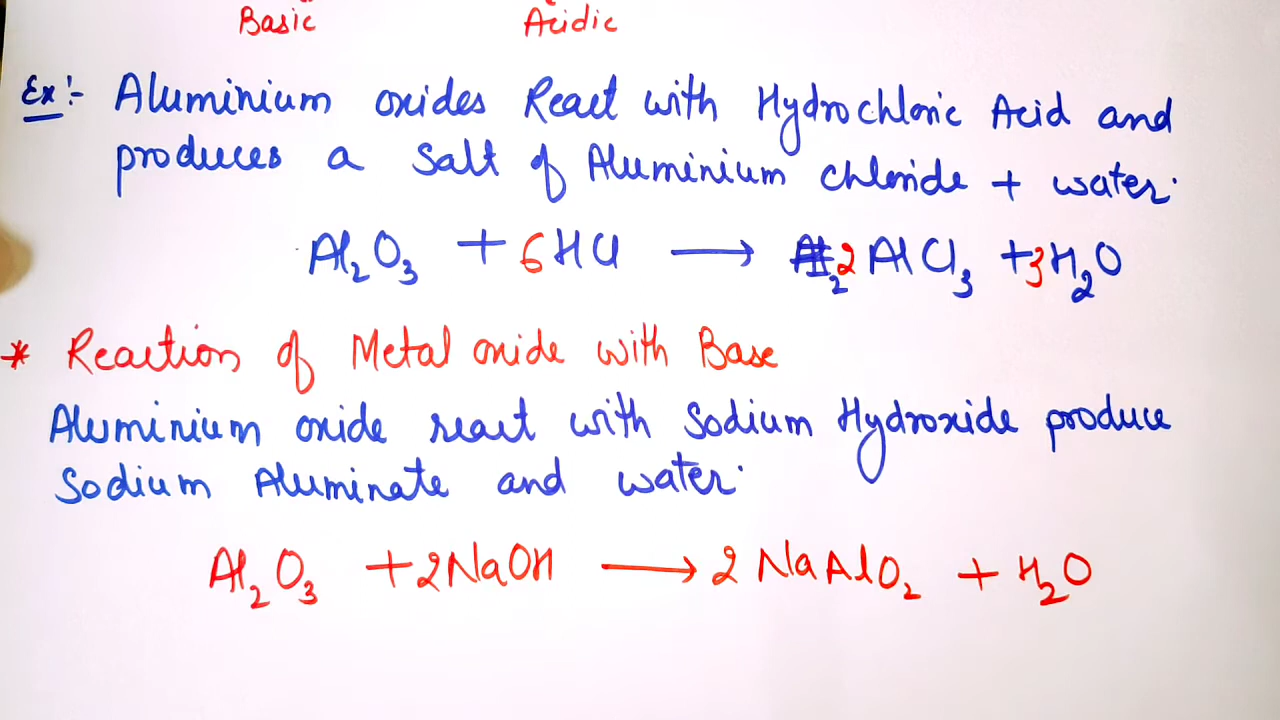 Basic Acidic
Ex:- Aluminium oxides React with Hydrochloric Acid and
produces a salt of Aluminium chloride + water.
Al₂O₃ + 6HCl → 2AlCl₃ + 3H₂O
* Reaction of Metal oxide with Base
Aluminium oxide react with Sodium Hydroxide produce
Sodium Aluminate and water.
Al₂O₃ + 2NaOH → 2NaAlO₂ + H₂O